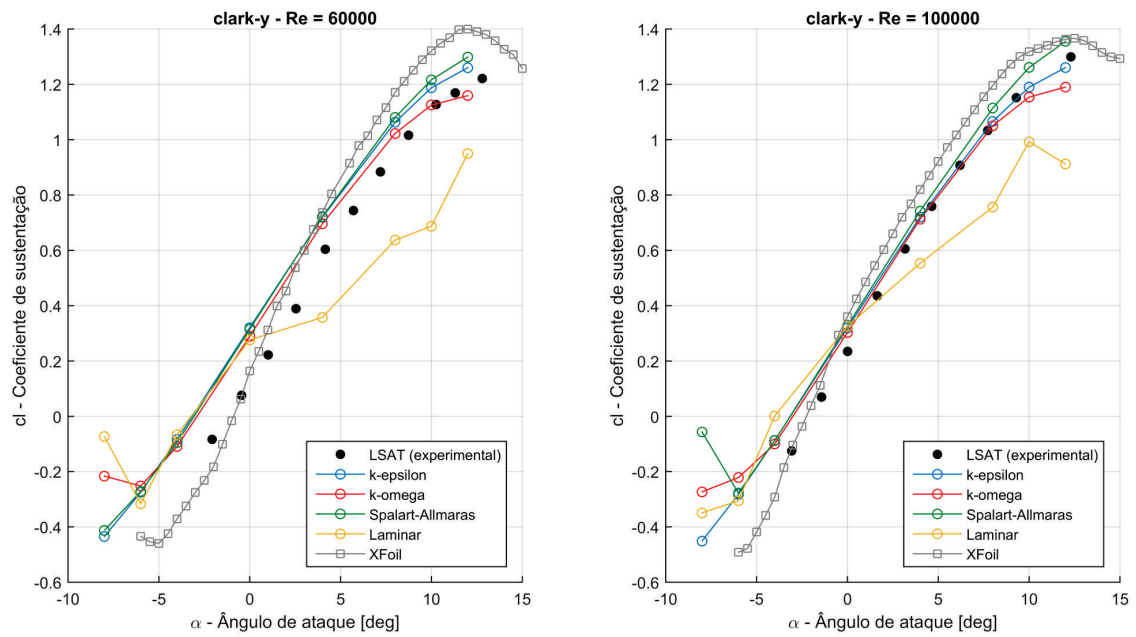 clark-y - Re = 60000
1.4
1.2
1
0.8
0.6
0.4
0.2
0
-0.2
-0.4
-0.6
cl - Coeficiente de sustentação
LSAT (experimental)
k-epsilon
k-omega
Spalart-Allmaras
Laminar
XFoil
-10 -5 0 5 10 15
α - Ângulo de ataque [deg]
clark-y - Re = 100000
1.4
1.2
1
0.8
0.6
0.4
0.2
0
-0.2
-0.4
-0.6
cl - Coeficiente de sustentação
LSAT (experimental)
k-epsilon
k-omega
Spalart-Allmaras
Laminar
XFoil
-10 -5 0 5 10 15
α - Ângulo de ataque [deg]